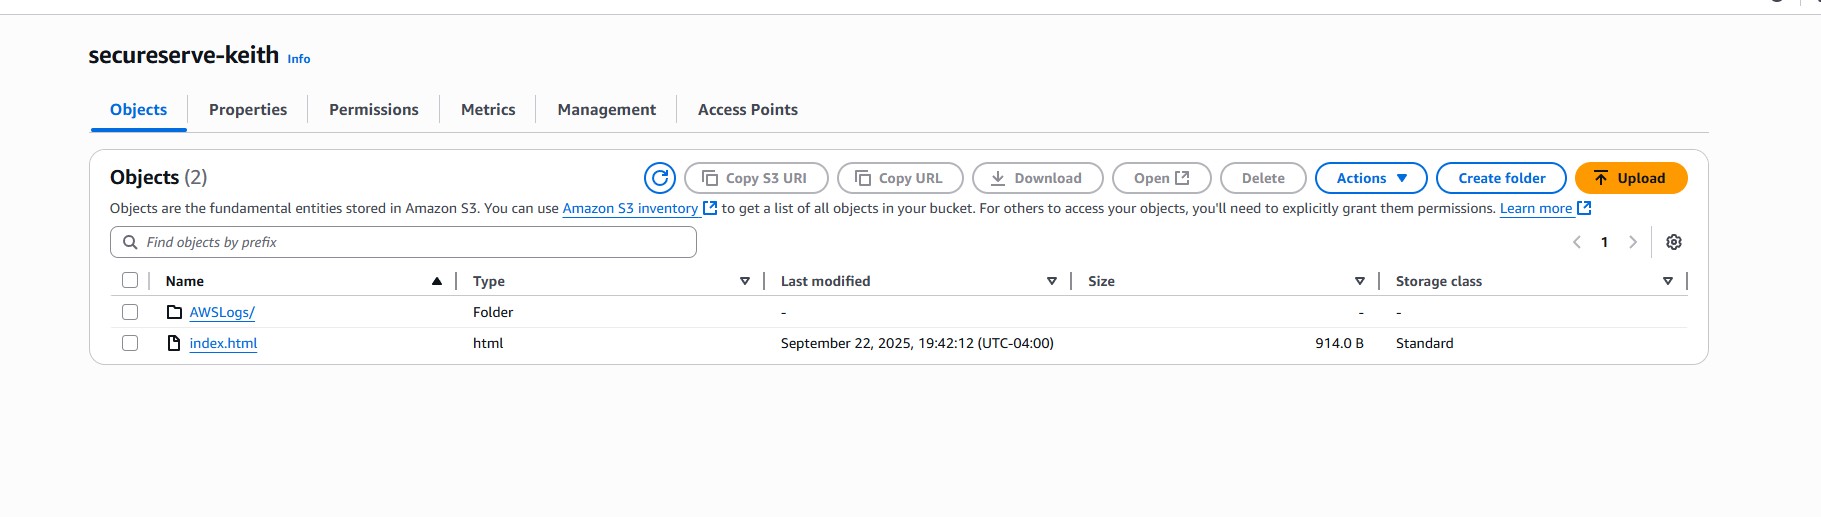 secureserve-keith Info
Objects Properties Permissions Metrics Management Access Points
Objects (2) Copy S3 URI Copy URL Download Open Delete Actions Create folder Upload
Objects are the fundamental entities stored in Amazon S3. You can use Amazon S3 inventory to get a list of all objects in your bucket. For others to access your objects, you'll need to explicitly grant them permissions. Learn more
Find objects by prefix 1
Name Type Last modified Size Storage class
AWSLogs/ Folder - - -
index.html html September 22, 2025, 19:42:12 (UTC-04:00) 914.0 B Standard